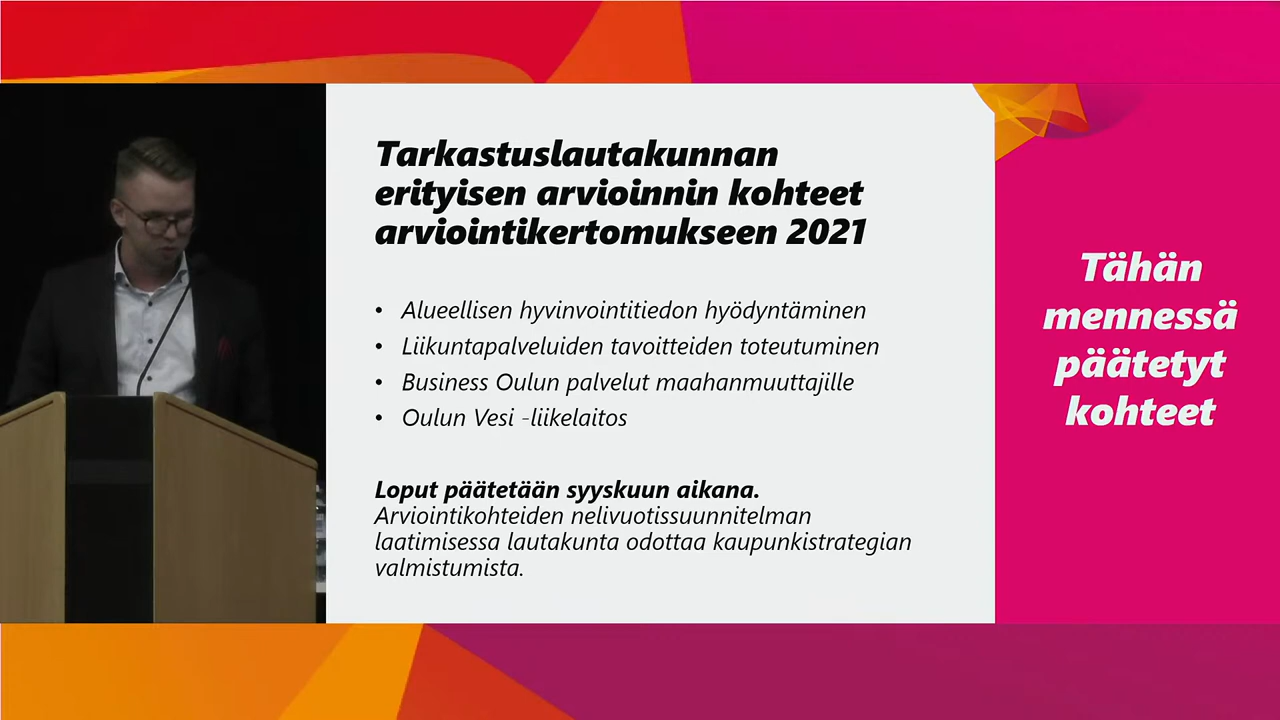 Tarkastuslautakunnan
erityisen arvioinnin kohteet
arviointikertomukseen 2021
• Alueellisen hyvinvointitiedon hyödyntäminen
• Liikuntapalveluiden tavoitteiden toteutuminen
• Business Oulun palvelut maahanmuuttajille
• Oulun Vesi -liikelaitos
Loput päätetään syyskuun aikana.
Arviointikohteiden nelivuotissuunnitelman
laatimisessa lautakunta odottaa kaupunkistrategian
valmistumista.
Tähän
mennessä
päätetyt
kohteet